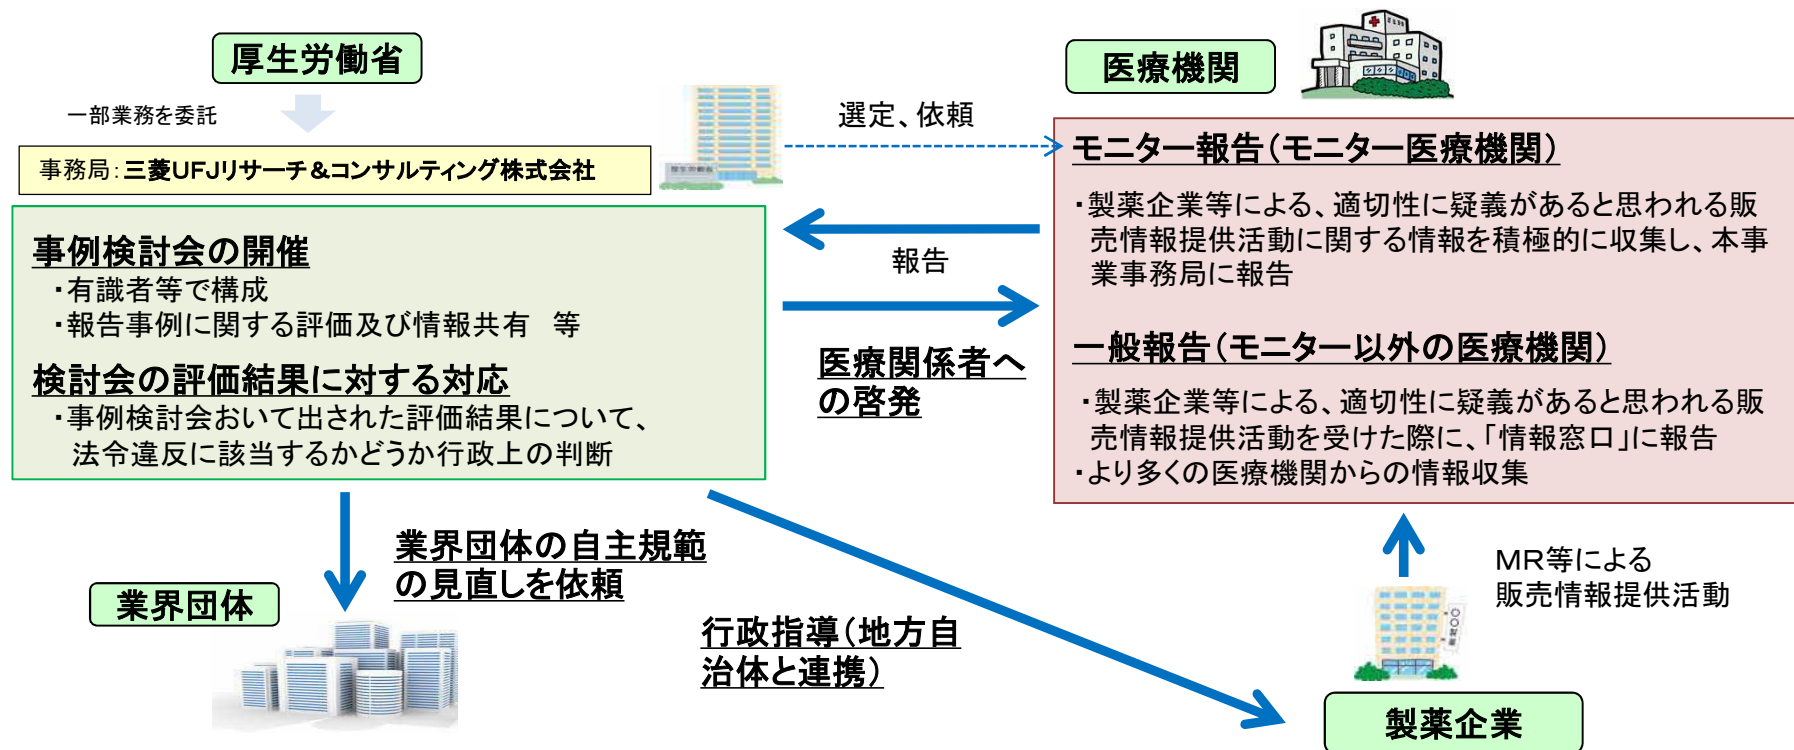 厚生労働省
一部業務を委託
事務局：三菱UFJリサーチ＆コンサルティング株式会社
事例検討会の開催
・有識者等で構成
・報告事例に関する評価及び情報共有　等
検討会の評価結果に対する対応
・事例検討会おいて出された評価結果について、
法令違反に該当するかどうか行政上の判断
厚生労働省
選定、依頼
報告
医療関係者へ
の啓発
医療機関
モニター報告（モニター医療機関）
・製薬企業等による、適切性に疑義があると思われる販
売情報提供活動に関する情報を積極的に収集し、本事
業事務局に報告
一般報告（モニター以外の医療機関）
・製薬企業等による、適切性に疑義があると思われる販
売情報提供活動を受けた際に、「情報窓口」に報告
・より多くの医療機関からの情報収集
業界団体の自主規範
の見直しを依頼
業界団体
行政指導（地方自
治体と連携）
MR等による
販売情報提供活動
〇〇製薬
製薬企業